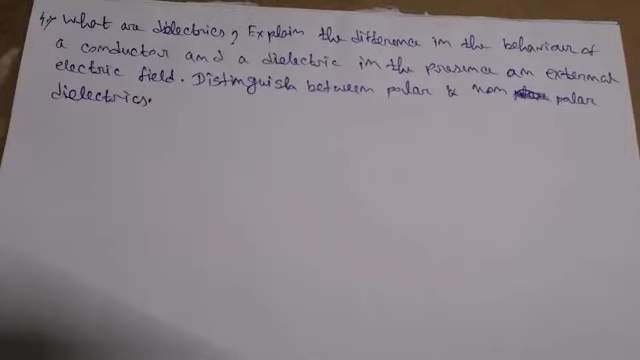 4, What are dielectrics, Explain the difference in the behaviour of
a conductor and a dielectric in the presence an external
electric field. Distinguish between polar & non polar
dielectrics.